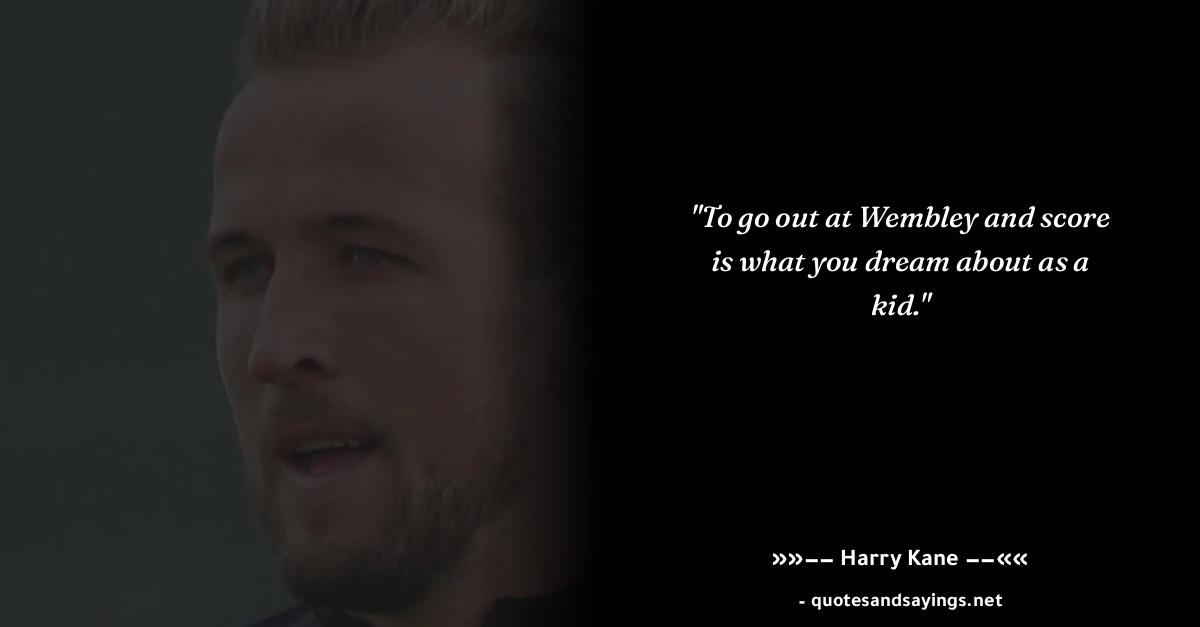 "To go out at Wembley and score
is what you dream about as a
kid."
»»−− Harry Kane −−««
- quotesandsayings.net